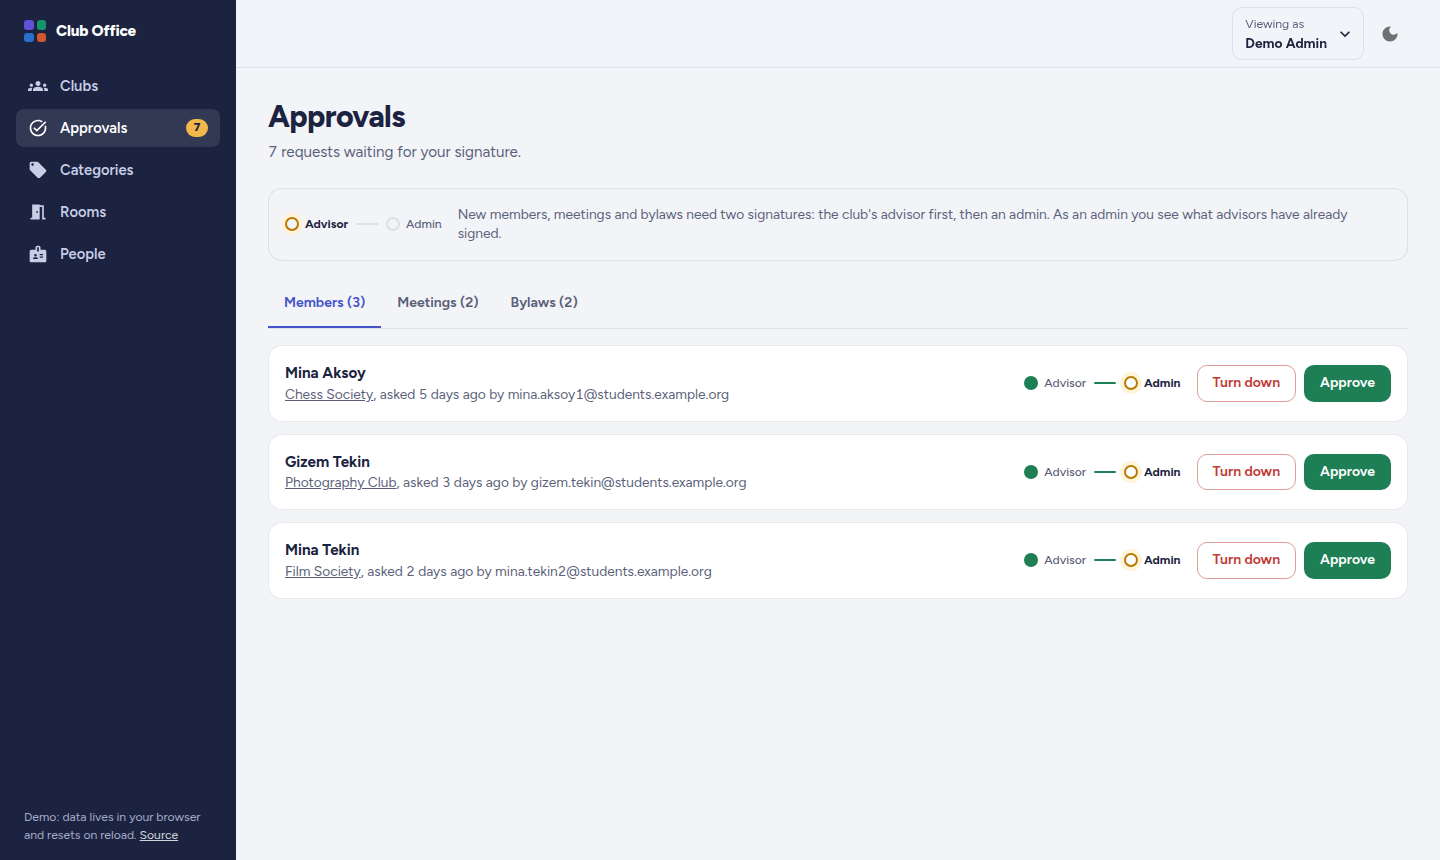 Club Office
Clubs
Approvals 7
Categories
Rooms
People
Demo: data lives in your browser
and resets on reload. Source
Viewing as
Demo Admin
Approvals
7 requests waiting for your signature.
Advisor Admin
New members, meetings and bylaws need two signatures: the club's advisor first, then an admin. As an admin you see what advisors have already
signed.
Members (3) Meetings (2) Bylaws (2)
Mina Aksoy
Chess Society, asked 5 days ago by mina.aksoy1@students.example.org
Advisor Admin Turn down Approve
Gizem Tekin
Photography Club, asked 3 days ago by gizem.tekin@students.example.org
Advisor Admin Turn down Approve
Mina Tekin
Film Society, asked 2 days ago by mina.tekin2@students.example.org
Advisor Admin Turn down Approve